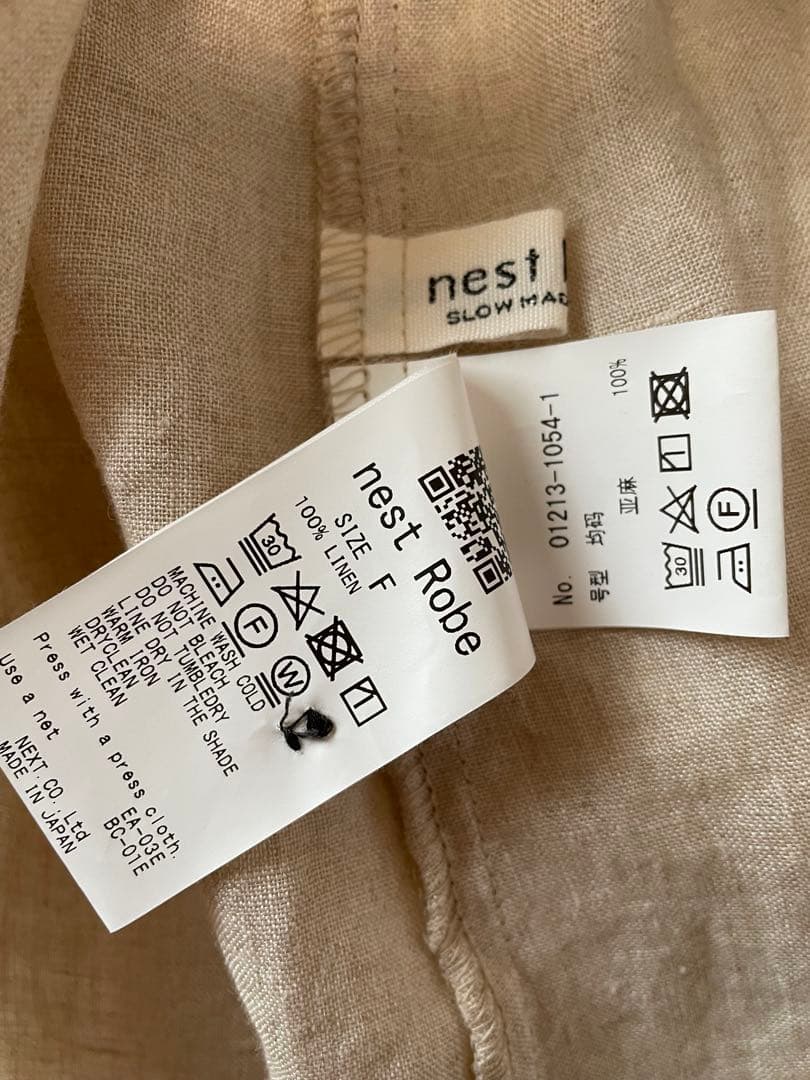 nest
SLOW MAD
No. 01213-1054-1
号型 均码
亚麻 100%
30
F
nest Robe
SIZE F
100% LINEN
30
F
W
MACHINE WASH COLD
DO NOT BLEACH
DO NOT TUMBLEDRY
LINE DRY IN THE SHADE
WARM IRON
DRYCLEAN
WET CLEAN
Press with a press cloth.
Use a net
EA-03E
BC-01E
NEXT.CO.,Ltd
MADE IN JAPAN